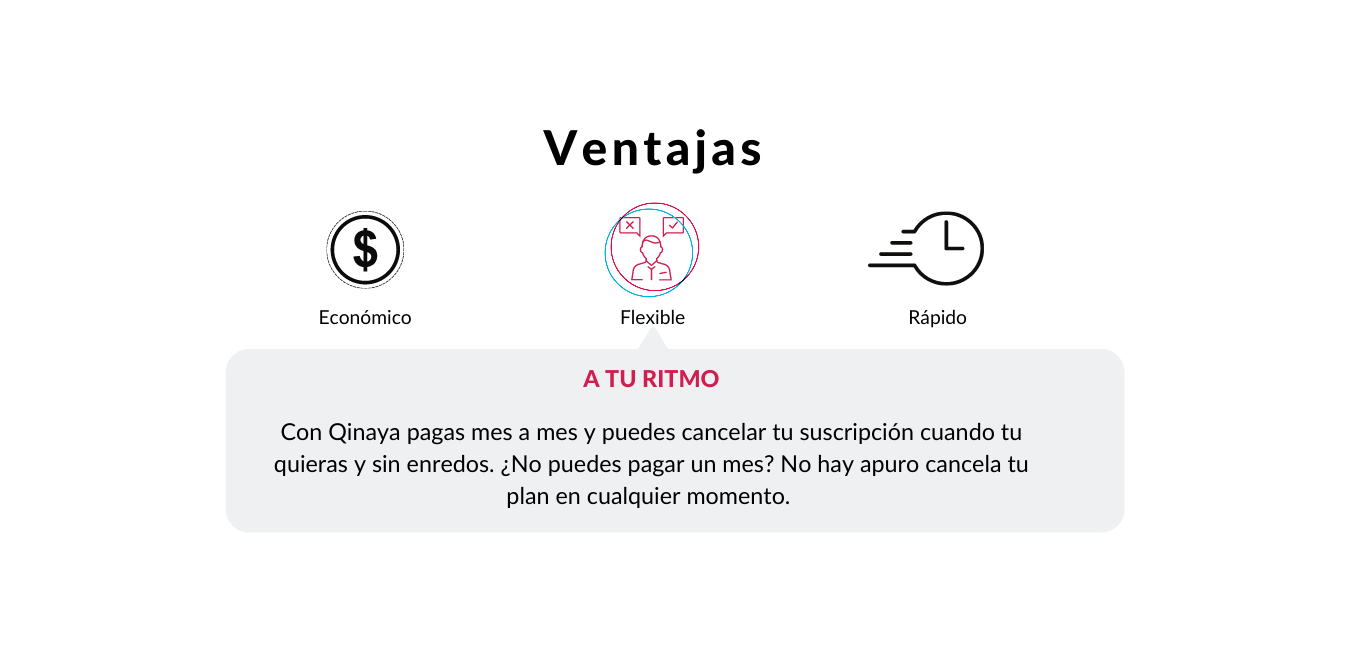 Ventajas
$
Económico
Flexible
Rápido
A TU RITMO
Con Qinaya pagas mes a mes y puedes cancelar tu suscripción cuando tu
quieras y sin enredos. ¿No puedes pagar un mes? No hay apuro cancela tu
plan en cualquier momento.